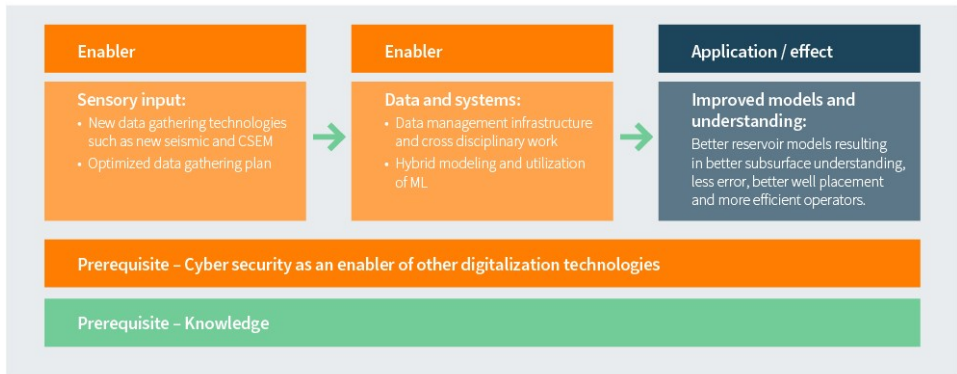 Enabler
Sensory input:
• New data gathering technologies
such as new seismic and CSEM
• Optimized data gathering plan
Enabler
Data and systems:
• Data management infrastructure
and cross disciplinary work
• Hybrid modeling and utilization
of ML
Application / effect
Improved models and
understanding:
Better reservoir models resulting
in better subsurface understanding,
less error, better well placement
and more efficient operators.
Prerequisite – Cyber security as an enabler of other digitalization technologies
Prerequisite – Knowledge